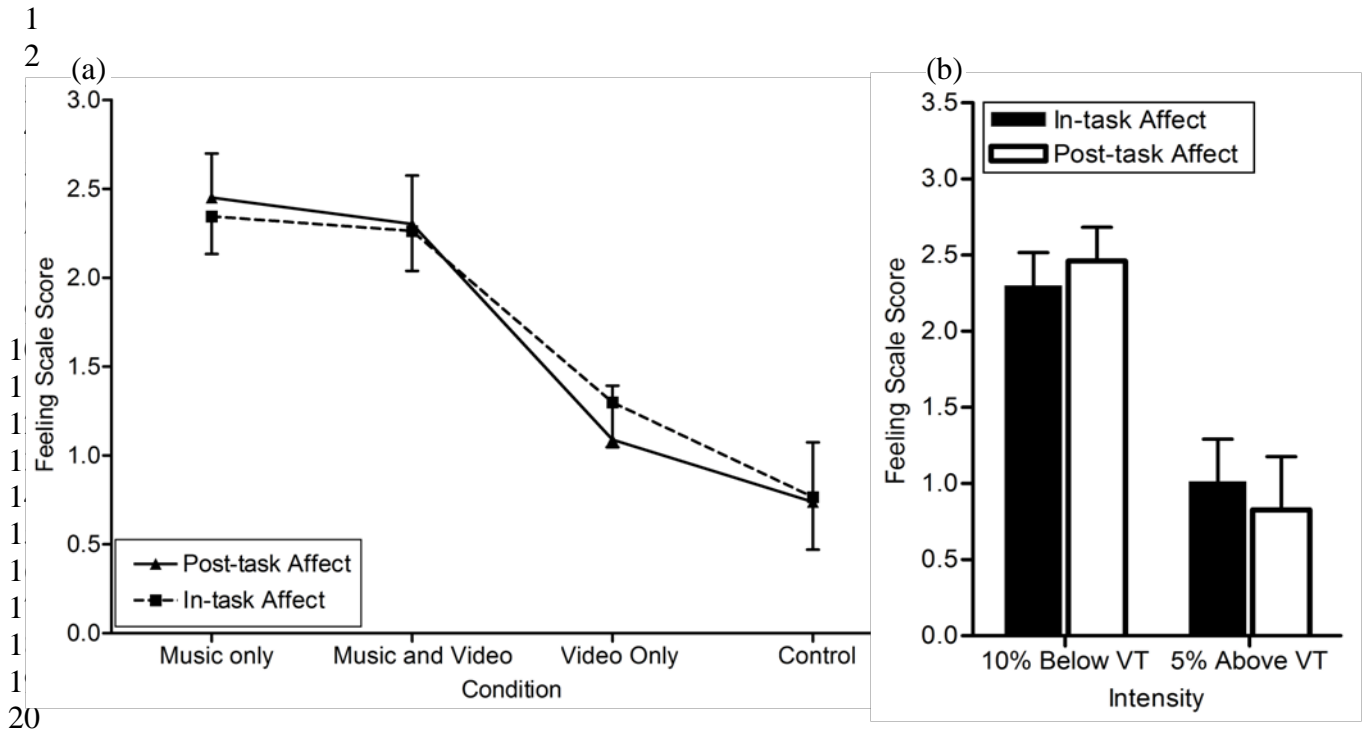 1
2
(a)
3.0
2.5
2.0
1.5
1.0
0.5
0.0
Feeling Scale Score
Post-task Affect
In-task Affect
Music only
Music and Video
Video Only
Control
Condition
(b)
3.5
3.0
2.5
2.0
1.5
1.0
0.5
0.0
Feeling Scale Score
In-task Affect
Post-task Affect
10% Below VT
5% Above VT
Intensity
20